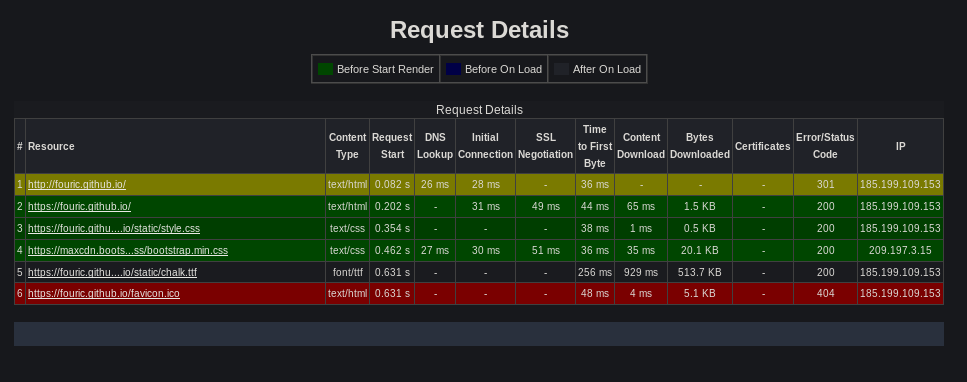 Request Details
Before Start Render Before On Load After On Load
Request Details
# Resource Content Type Request Start DNS Lookup Initial Connection SSL Negotiation Time to First Byte Content Download Bytes Downloaded Certificates Error/Status Code IP
1 http://fouric.github.io/ text/html 0.082 s 26 ms 28 ms - 36 ms - - - 301 185.199.109.153
2 https://fouric.github.io/ text/html 0.202 s - 31 ms 49 ms 44 ms 65 ms 1.5 KB - 200 185.199.109.153
3 https://fouric.githu....io/static/style.css text/css 0.354 s - - - 38 ms 1 ms 0.5 KB - 200 185.199.109.153
4 https://maxcdn.boots...ss/bootstrap.min.css text/css 0.462 s 27 ms 30 ms 51 ms 36 ms 35 ms 20.1 KB - 200 209.197.3.15
5 https://fouric.githu....io/static/chalk.ttf font/ttf 0.631 s - - - 256 ms 929 ms 513.7 KB - 200 185.199.109.153
6 https://fouric.github.io/favicon.ico text/html 0.631 s - - - 48 ms 4 ms 5.1 KB - 404 185.199.109.153